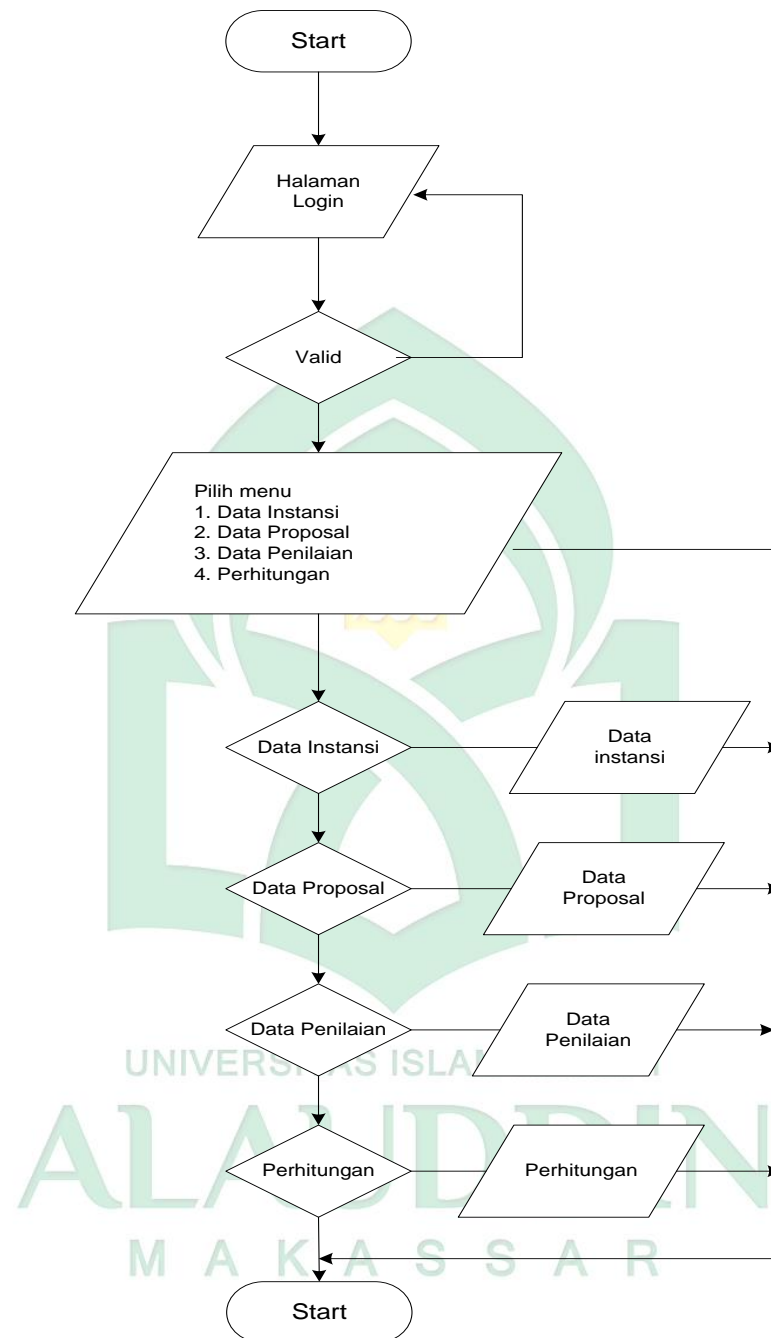 Start
Halaman
Login
Valid
Pilih menu
1. Data Instansi
2. Data Proposal
3. Data Penilaian
4. Perhitungan
Data Instansi
Data
instansi
Data Proposal
Data
Proposal
Data Penilaian
Data
Penilaian
UNIVERSITAS ISLAM
ALAUDDIN
Perhitungan
Perhitungan
MAKASSAR
Start